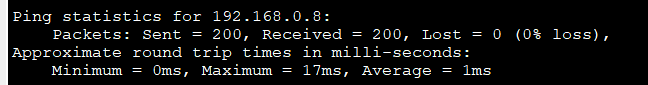 Ping statistics for 192.168.0.8:
    Packets: Sent = 200, Received = 200, Lost = 0 (0% loss),
Approximate round trip times in milli-seconds:
    Minimum = 0ms, Maximum = 17ms, Average = 1ms